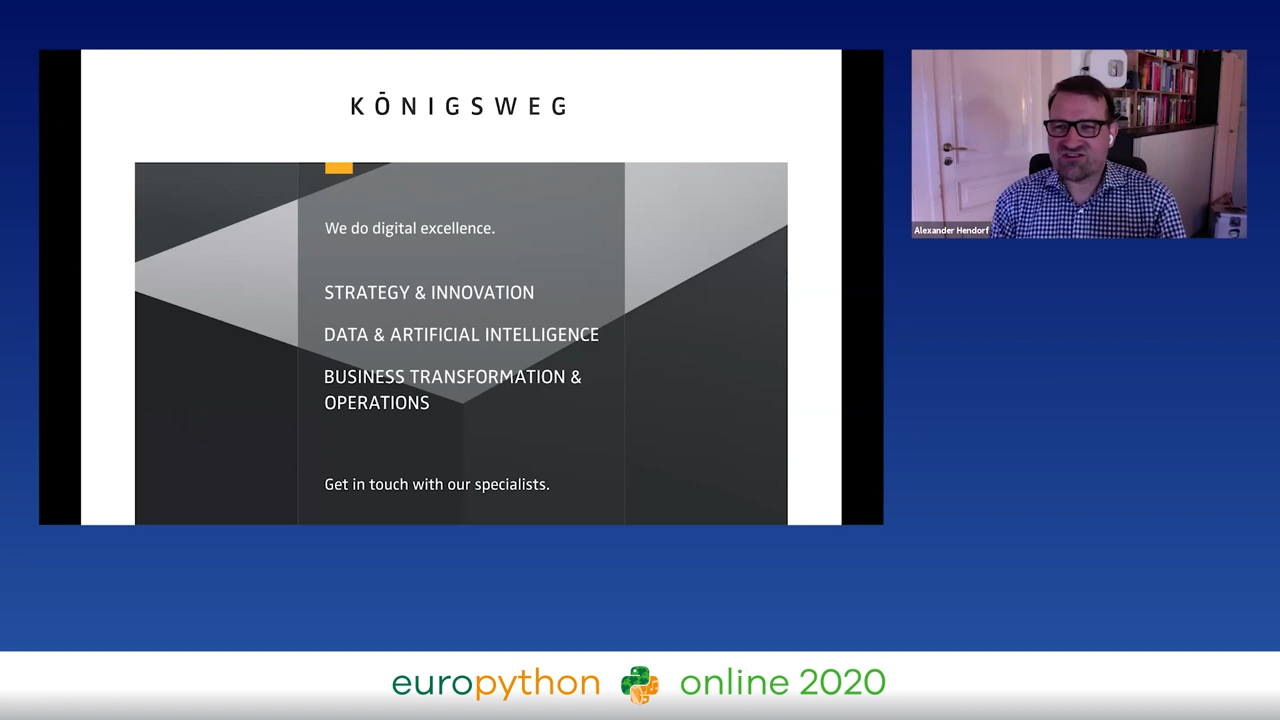 KŌNIGSWEG
We do digital excellence.
STRATEGY & INNOVATION
DATA & ARTIFICIAL INTELLIGENCE
BUSINESS TRANSFORMATION &
OPERATIONS
Get in touch with our specialists.
Alexander Hendorf
europython online 2020